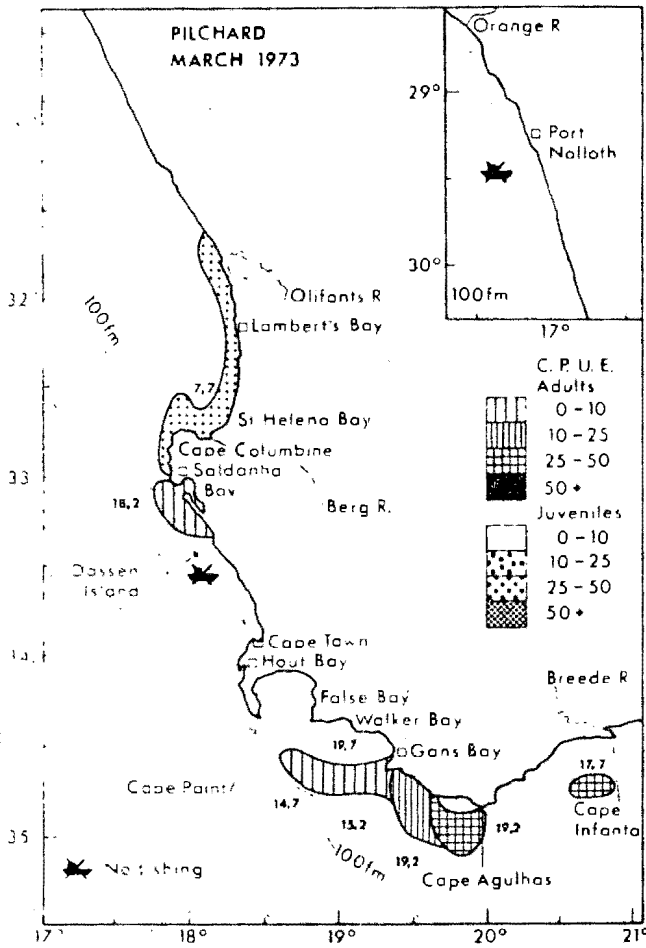 PILCHARD
MARCH 1973
Orange R
29°
Port
Nolloth
30°
100fm
17°
32
100fm
Olifants R
Lambert's Bay
7,7
St Helena Bay
Cape Columbine
Saldanha
Bay
33
18,2
Berg R.
Dassen
Island
C. P. U. E.
Adults
0-10
10-25
25-50
50+
Juveniles
0-10
10-25
25-50
50+
34
Cape Town
Hout Bay
Breede R
False Bay
Walker Bay
19,7
Gans Bay
17,7
Cape Point
14,7
Cape
Infanta
35
15,2
19,2
19,2
100fm
No fishing
Cape Agulhas
17
18°
19°
20°
21°